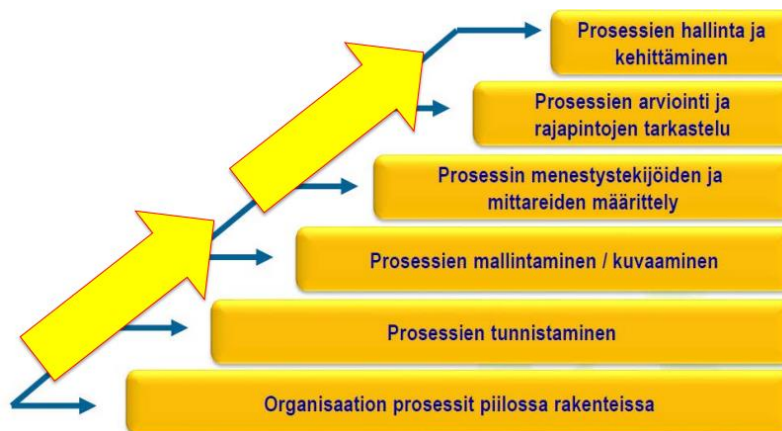 Prosessien hallinta ja
kehittäminen
Prosessien arviointi ja
rajapintojen tarkastelu
Prosessin menestystekijöiden ja
mittareiden määrittely
Prosessien mallintaminen / kuvaaminen
Prosessien tunnistaminen
Organisaation prosessit piilossa rakenteissa